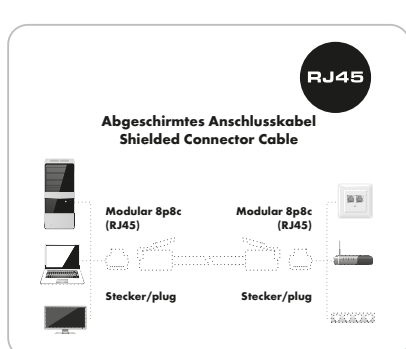 RJ45
Abgeschirmtes Anschlusskabel
Shielded Connector Cable
Modular 8p8c
(RJ45)
Modular 8p8c
(RJ45)
Stecker/plug
Stecker/plug